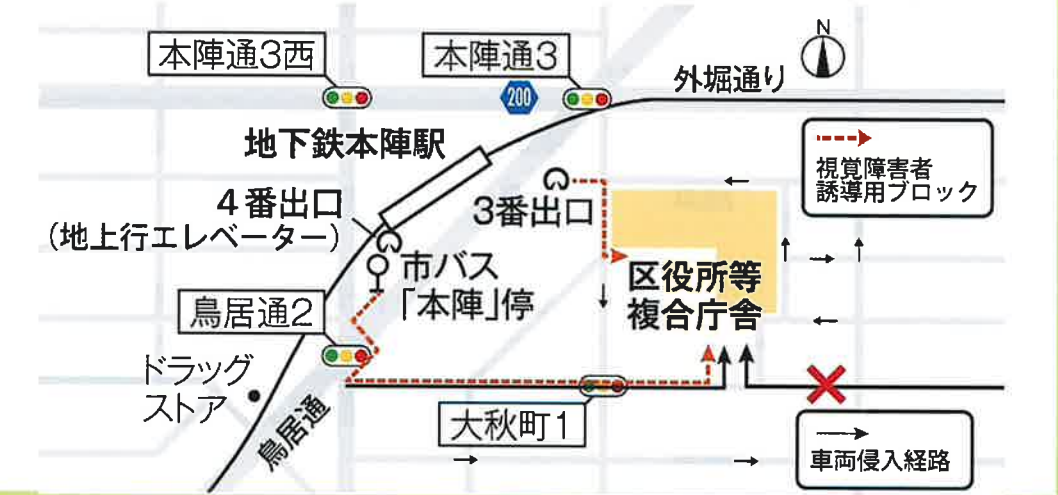 本陣通3西
本陣通3
N
200
外堀通り
地下鉄本陣駅
視覚障害者
誘導用ブロック
4番出口
(地上行エレベーター)
3番出口
市バス
「本陣」停
区役所等
複合庁舎
鳥居通2
ドラッグ
ストア
鳥居通
大秋町1
車両侵入経路